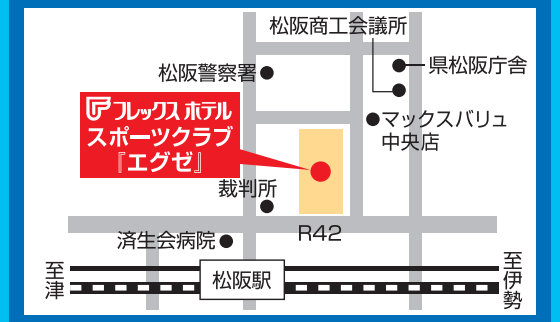 松阪商工会議所
県松阪庁舎
松阪警察署
フレックスホテル
スポーツクラブ
『エグゼ』
マックスバリュ
中央店
裁判所
R42
済生会病院
至津
松阪駅
至伊勢